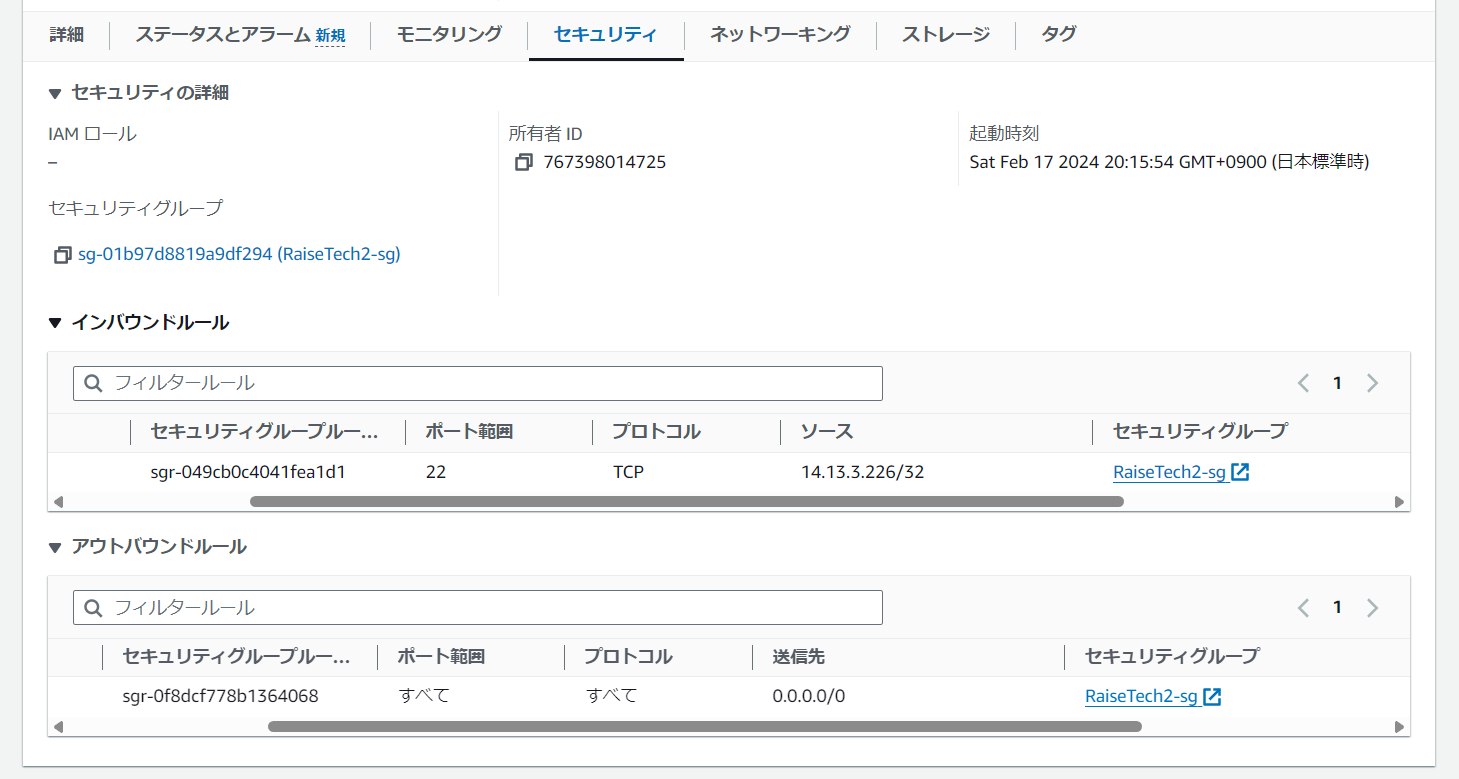 詳細 ステータスとアラーム 新規 モニタリング セキュリティ ネットワーキング ストレージ タグ
▼ セキュリティの詳細
IAM ロール 所有者 ID 起動時刻
– 767398014725 Sat Feb 17 2024 20:15:54 GMT+0900 (日本標準時)
セキュリティグループ
sg-01b97d8819a9df294 (RaiseTech2-sg)
▼ インバウンドルール
フィルタールール 1
セキュリティグループルー... ポート範囲 プロトコル ソース セキュリティグループ
sgr-049cb0c4041fea1d1 22 TCP 14.13.3.226/32 RaiseTech2-sg
▼ アウトバウンドルール
フィルタールール 1
セキュリティグループルー... ポート範囲 プロトコル 送信先 セキュリティグループ
sgr-0f8dcf778b1364068 すべて すべて 0.0.0.0/0 RaiseTech2-sg